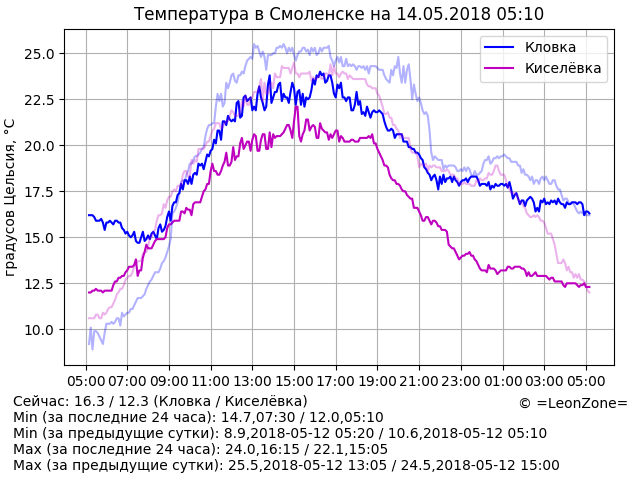 Температура в Смоленске на 14.05.2018 05:10
градусов Цельсия, °C
25.0
22.5
20.0
17.5
15.0
12.5
10.0
Кловка
Киселёвка
05:00 07:00 09:00 11:00 13:00 15:00 17:00 19:00 21:00 23:00 01:00 03:00 05:00
Сейчас: 16.3 / 12.3 (Кловка / Киселёвка)
© =LeonZone=
Min (за последние 24 часа): 14.7,07:30 / 12.0,05:10
Min (за предыдущие сутки): 8.9,2018-05-12 05:20 / 10.6,2018-05-12 05:10
Max (за последние 24 часа): 24.0,16:15 / 22.1,15:05
Max (за предыдущие сутки): 25.5,2018-05-12 13:05 / 24.5,2018-05-12 15:00